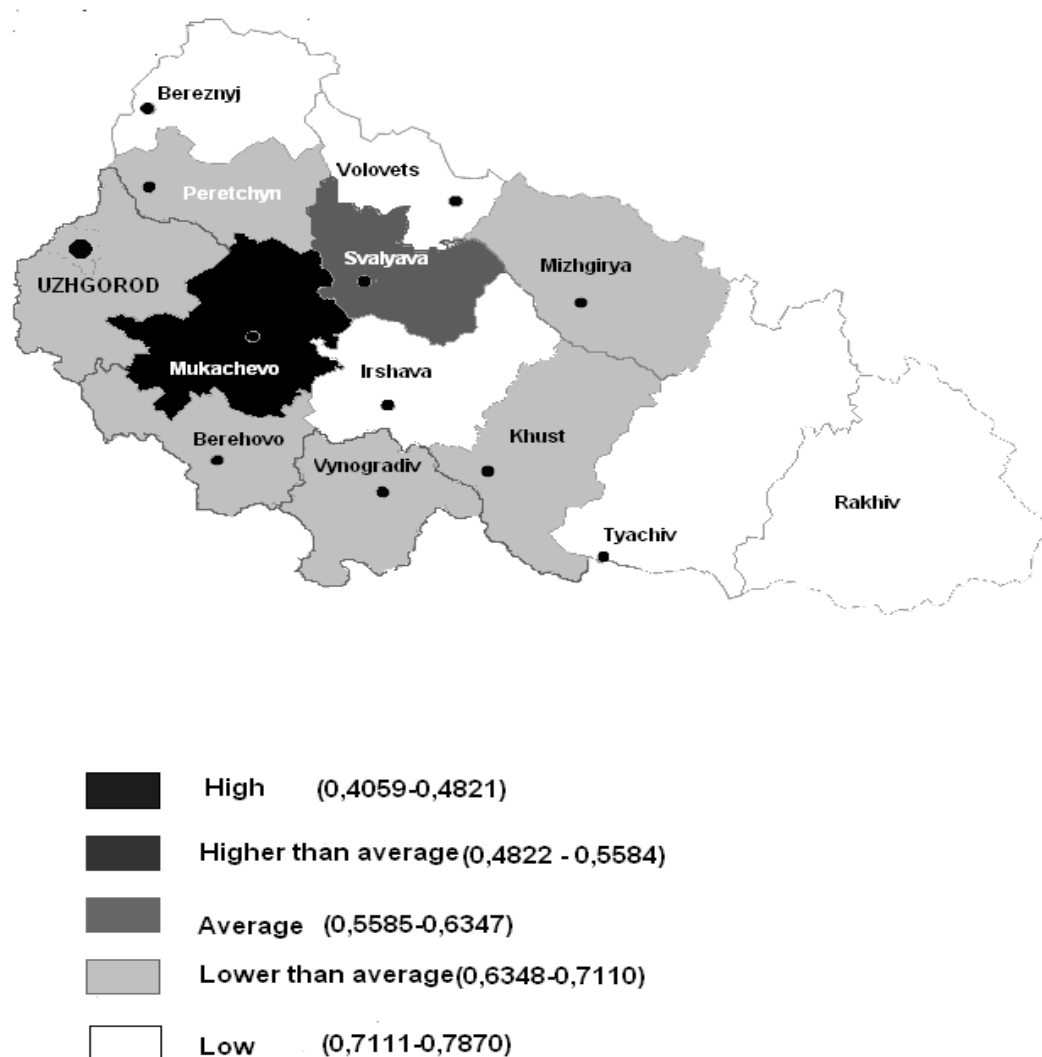 Bereznyj
Volovets
Peretchyn
Svalyava
Mizhgirya
UZHGOROD
Mukachevo
Irshava
Khust
Berehovo
Vynogradiv
Rakhiv
Tyachiv
High (0,4059-0,4821)
Higher than average (0,4822 - 0,5584)
Average (0,5585-0,6347)
Lower than average (0,6348-0,7110)
Low (0,7111-0,7870)